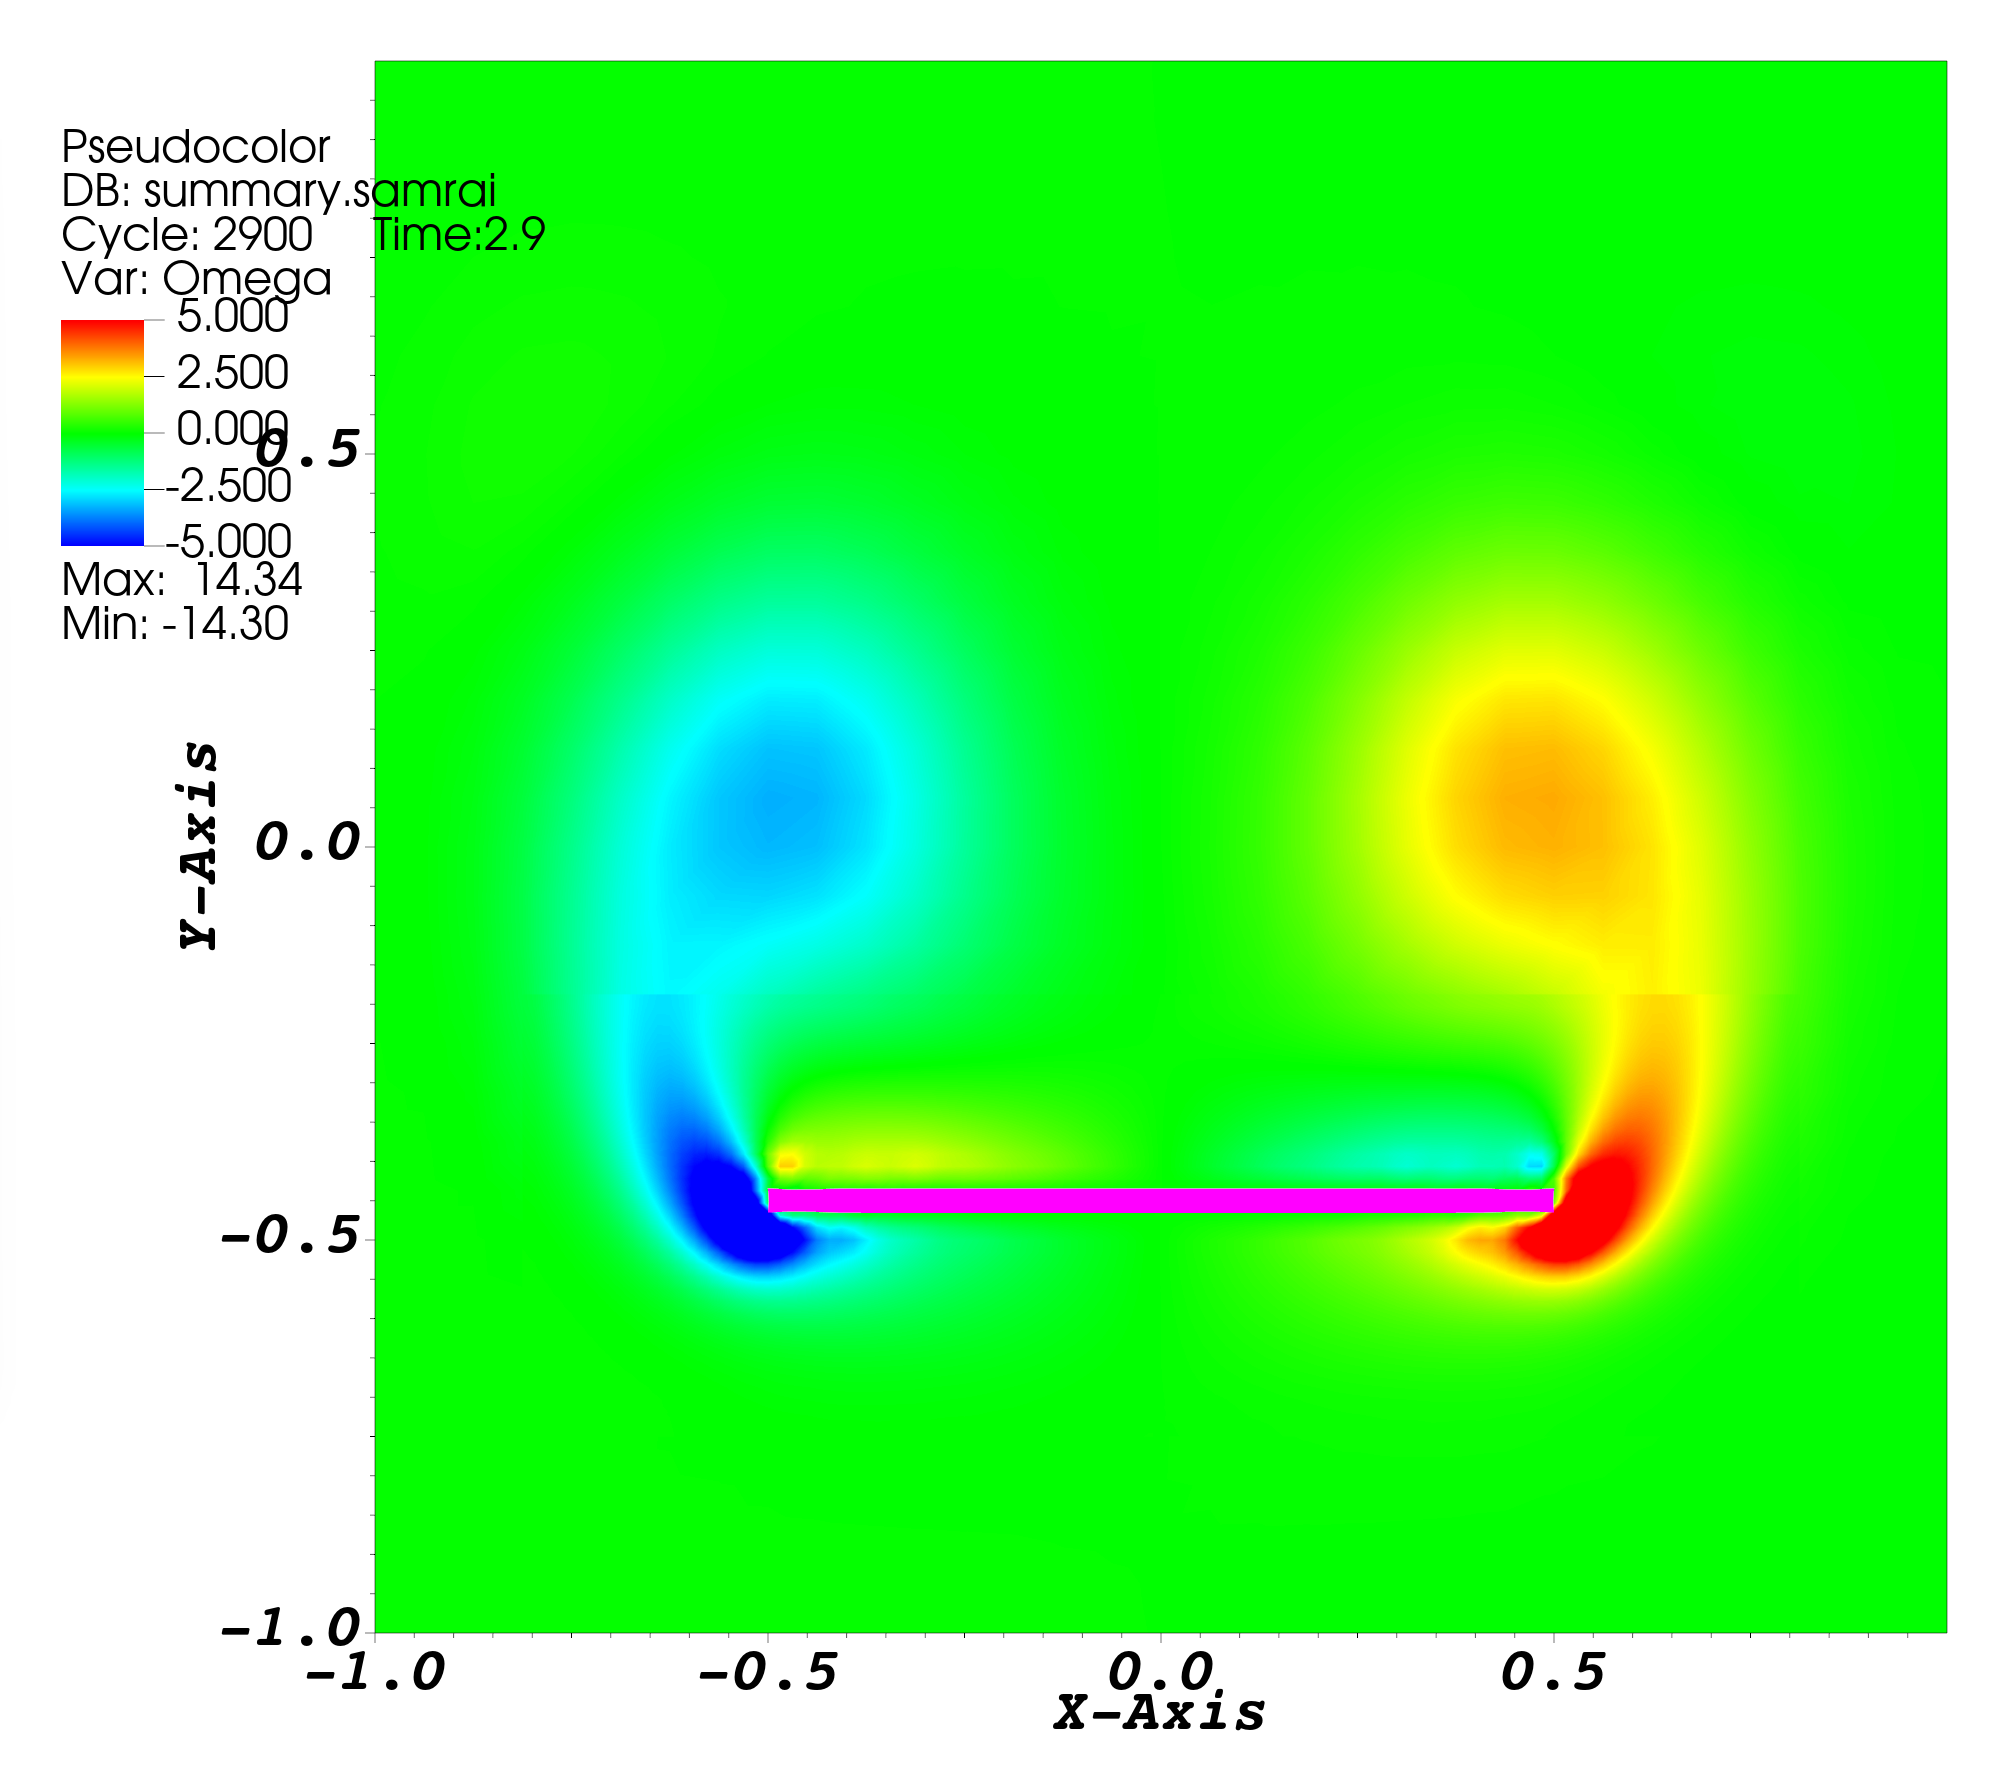 Pseudocolor
DB: summary.samrai
Cycle: 2900 Time:2.9
Var: Omega
5.000
2.500
0.000
-2.500
-5.000
Max: 14.34
Min: -14.30
0.5
0.0
-0.5
-1.0
Y-Axis
-1.0 -0.5 0.0 0.5
X-Axis